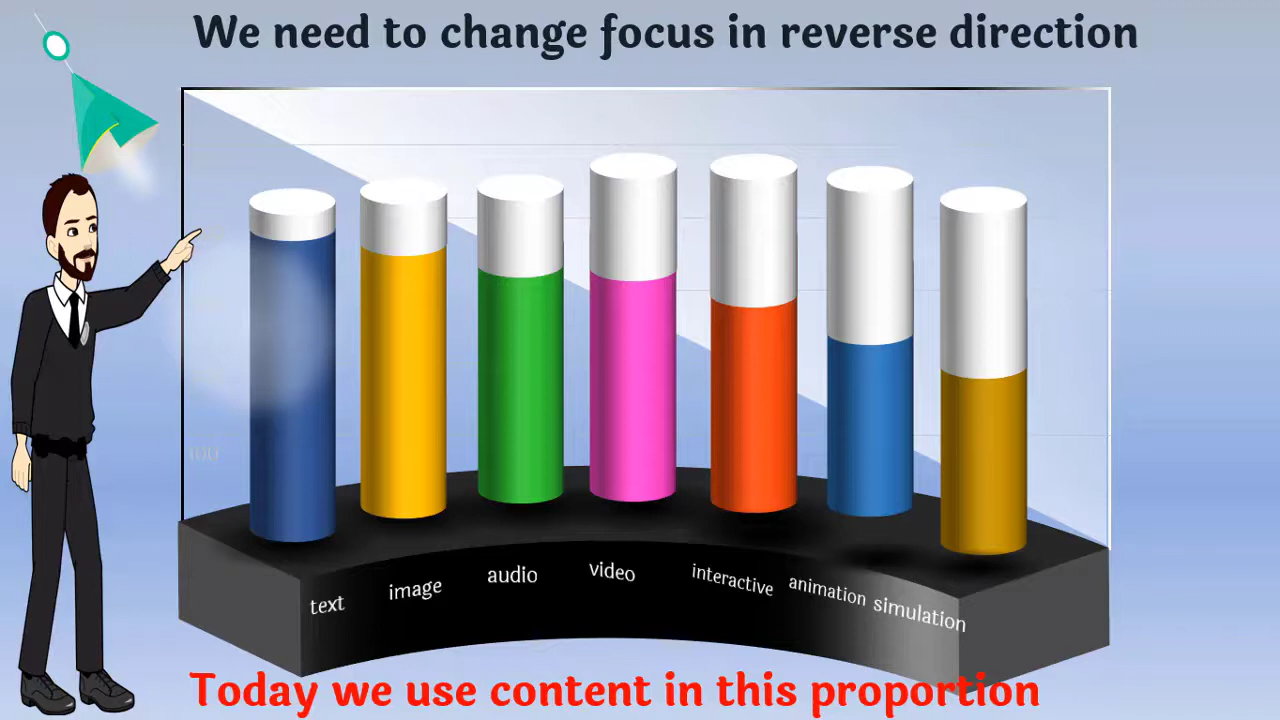 We need to change focus in reverse direction
100
text
image
audio
video
interactive
animation
simulation
Today we use content in this proportion